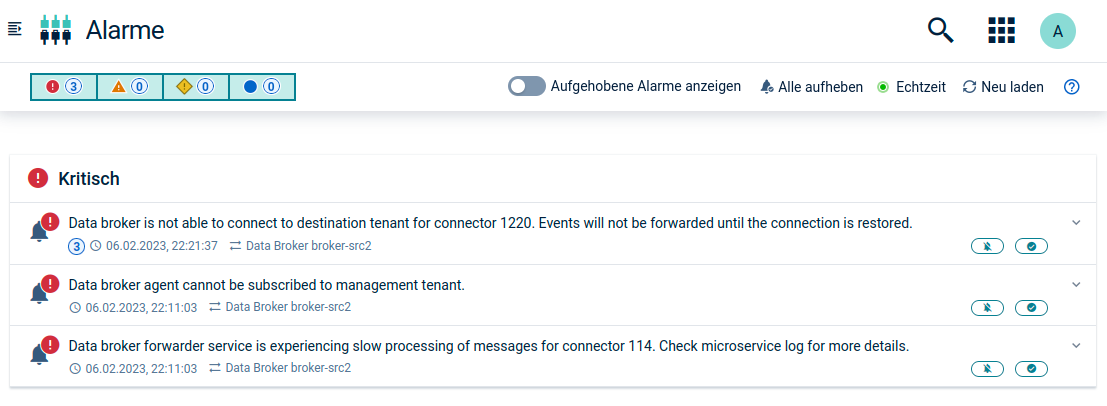 Alarme
A
3 0 0 0
Aufgehobene Alarme anzeigen Alle aufheben Echtzeit Neu laden ?
Kritisch
Data broker is not able to connect to destination tenant for connector 1220. Events will not be forwarded until the connection is restored.
3 06.02.2023, 22:21:37 Data Broker broker-src2
Data broker agent cannot be subscribed to management tenant.
06.02.2023, 22:11:03 Data Broker broker-src2
Data broker forwarder service is experiencing slow processing of messages for connector 114. Check microservice log for more details.
06.02.2023, 22:11:03 Data Broker broker-src2